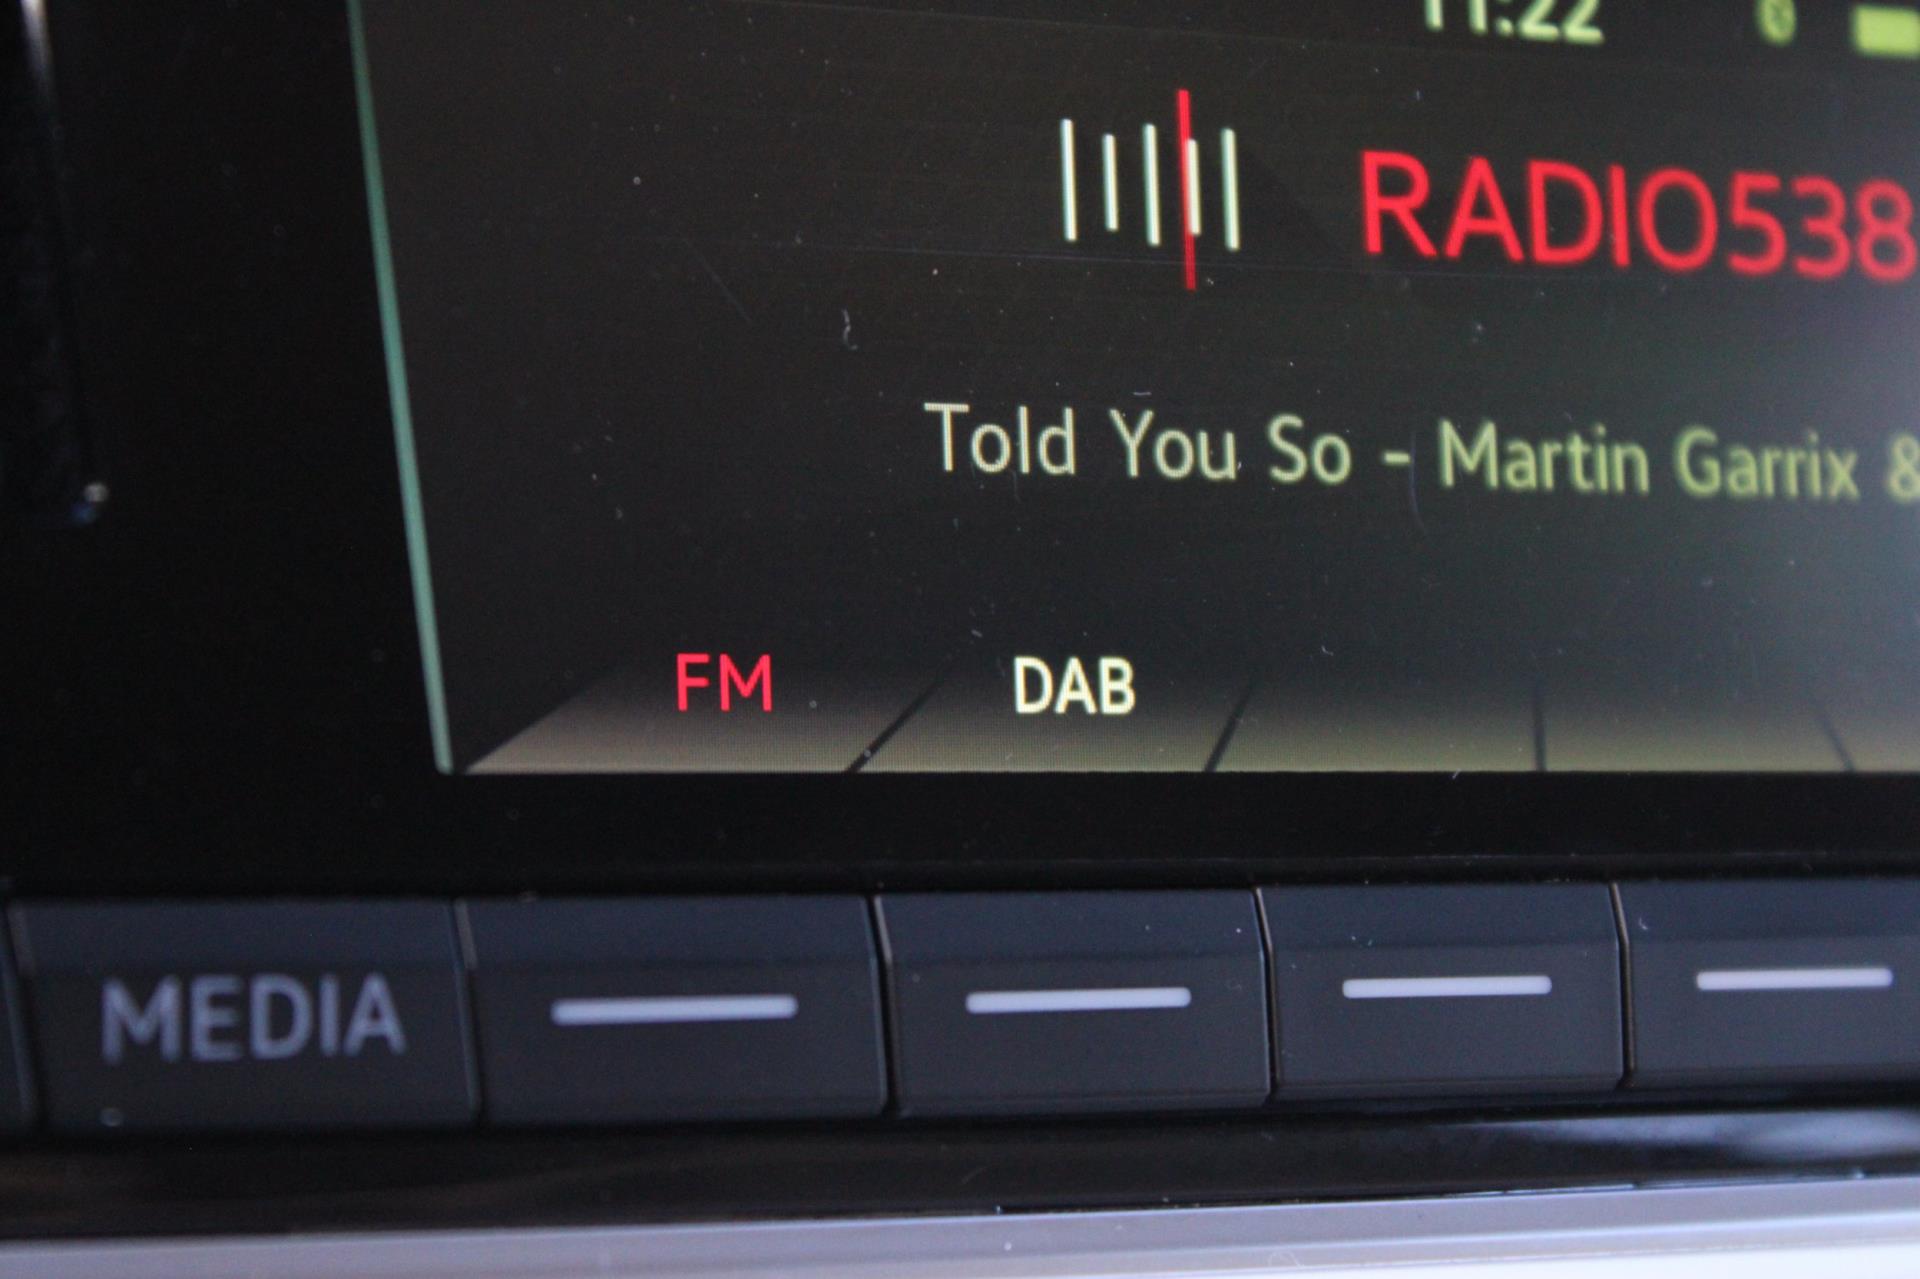 11:22
RADIO538
Told You So - Martin Garrix &
FM DAB
MEDIA